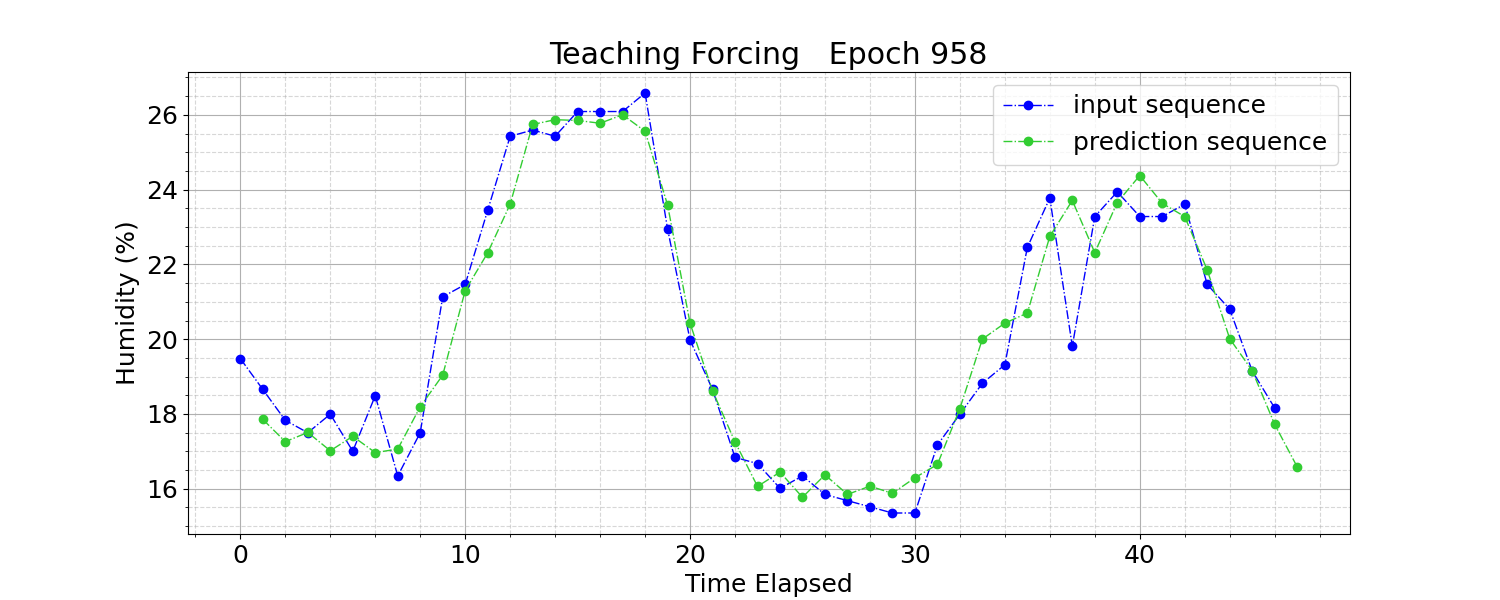 Teaching Forcing   Epoch 958
input sequence
prediction sequence
Humidity (%)
26
24
22
20
18
16
0 10 20 30 40
Time Elapsed